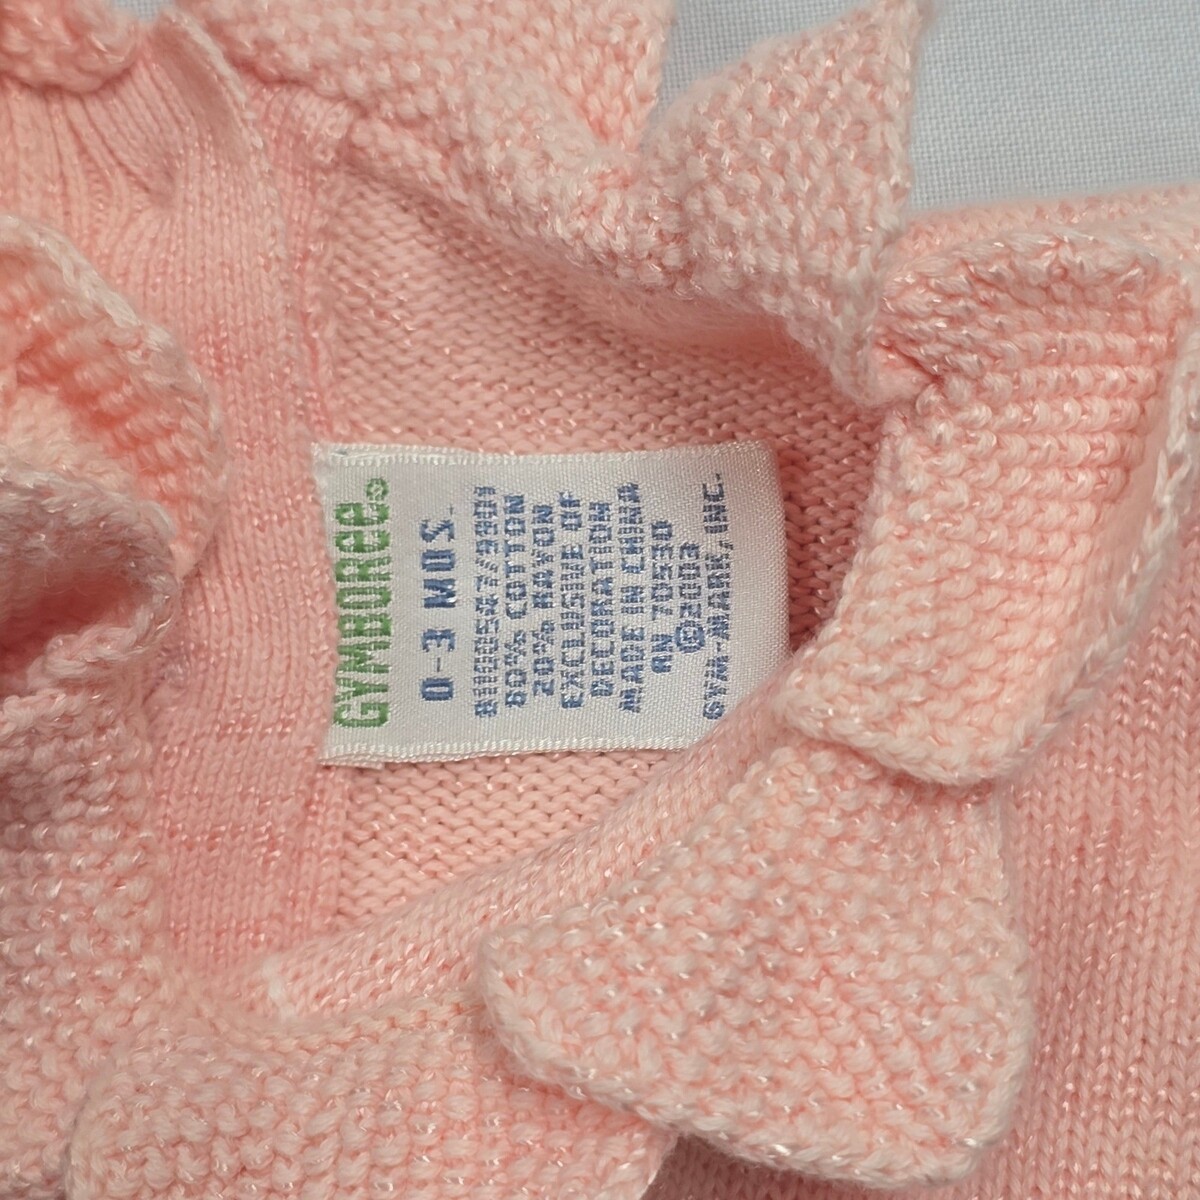 GYMBOREE®
0-3 MOS.
80% COTTON
20% RAYON
EXCLUSIVE OF
DECORATION
MADE IN CHINA
RN 70530
©2003
GYM-MARK, INC.